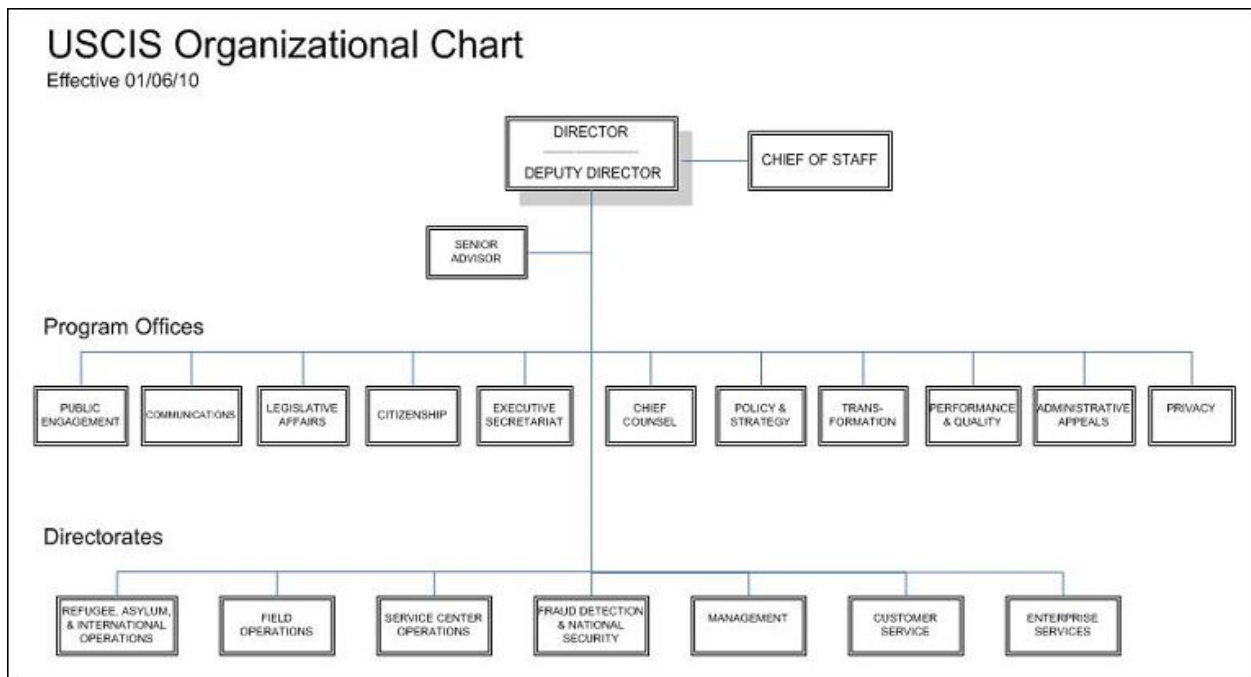 USCIS Organizational Chart
Effective 01/06/10
DIRECTOR
DEPUTY DIRECTOR
CHIEF OF STAFF
SENIOR
ADVISOR
Program Offices
PUBLIC
ENGAGEMENT
COMMUNICATIONS
LEGISLATIVE
AFFAIRS
CITIZENSHIP
EXECUTIVE
SECRETARIAT
CHIEF
COUNSEL
POLICY &
STRATEGY
TRANS-
FORMATION
PERFORMANCE
& QUALITY
ADMINISTRATIVE
APPEALS
PRIVACY
Directorates
REFUGEE, ASYLUM,
& INTERNATIONAL
OPERATIONS
FIELD
OPERATIONS
SERVICE CENTER
OPERATIONS
FRAUD DETECTION
& NATIONAL
SECURITY
MANAGEMENT
CUSTOMER
SERVICE
ENTERPRISE
SERVICES